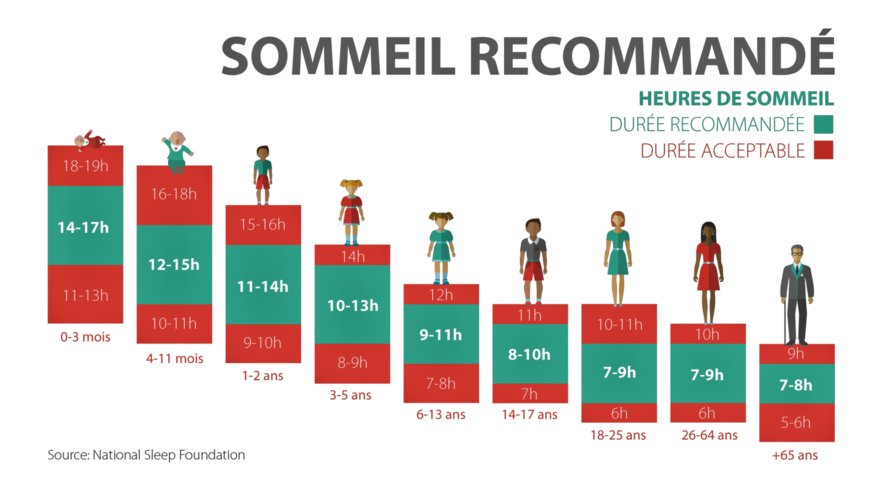 SOMMEIL RECOMMANDÉ
HEURES DE SOMMEIL
DURÉE RECOMMANDÉE
DURÉE ACCEPTABLE
18-19h
14-17h
11-13h
0-3 mois
16-18h
12-15h
10-11h
4-11 mois
15-16h
11-14h
9-10h
1-2 ans
14h
10-13h
8-9h
3-5 ans
12h
9-11h
7-8h
6-13 ans
11h
8-10h
7h
14-17 ans
10-11h
7-9h
6h
18-25 ans
10h
7-9h
6h
26-64 ans
9h
7-8h
5-6h
+65 ans
Source: National Sleep Foundation